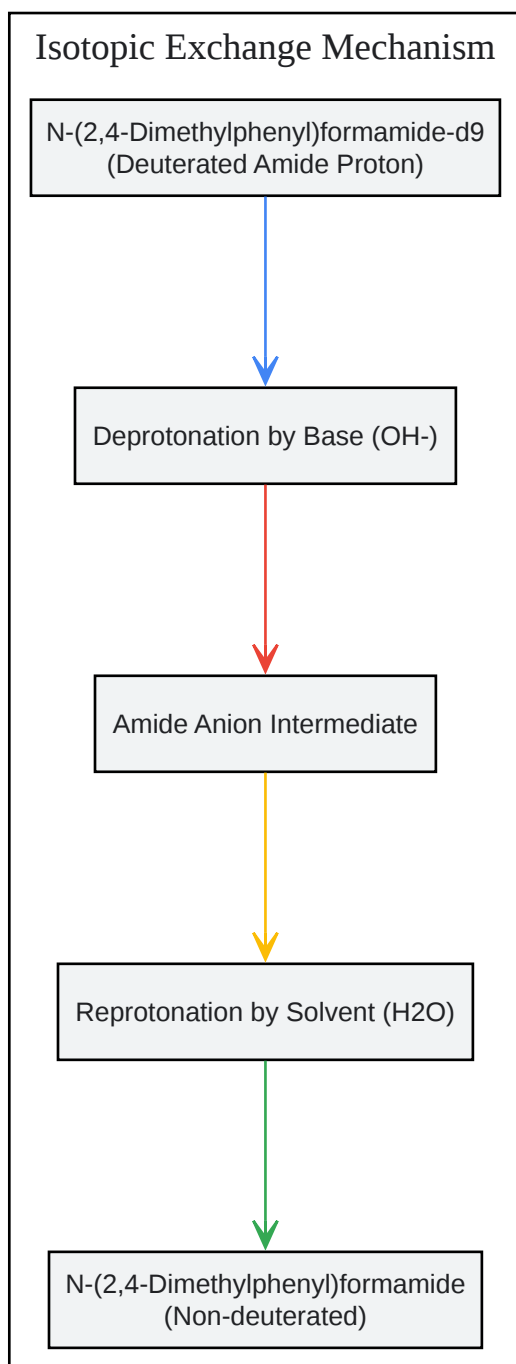 Isotopic Exchange Mechanism
N-(2,4-Dimethylphenyl)formamide-d9
(Deuterated Amide Proton)
Deprotonation by Base (OH-)
Amide Anion Intermediate
Reprotonation by Solvent (H2O)
N-(2,4-Dimethylphenyl)formamide
(Non-deuterated)